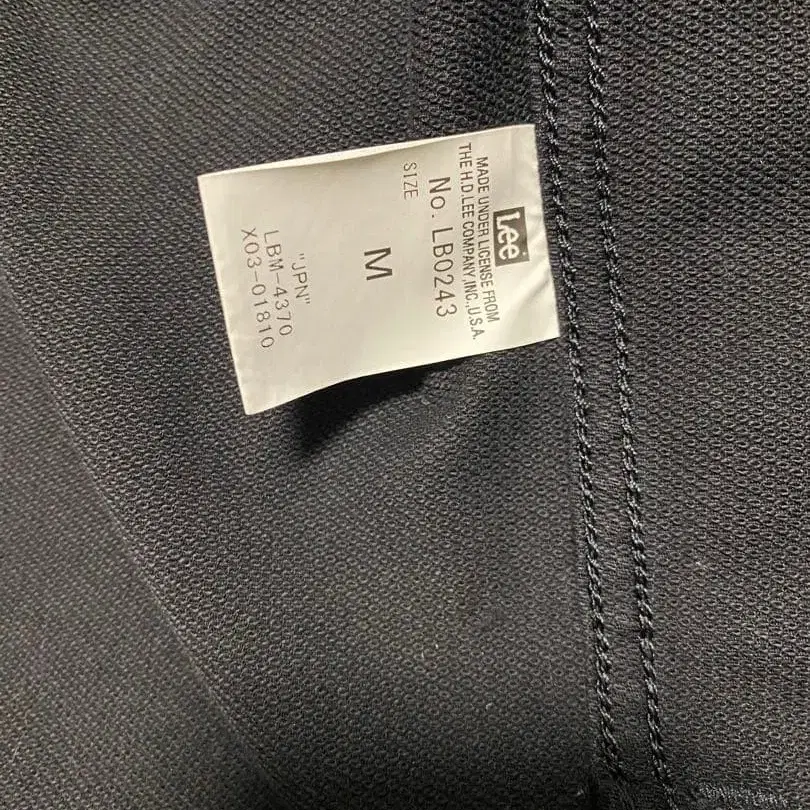 Lee
MADE UNDER LICENSE FROM
THE H.D.LEE COMPANY,INC.,U.S.A.
No. LB0243
SIZE
M
"JPN"
LBM-4370
X03-01810